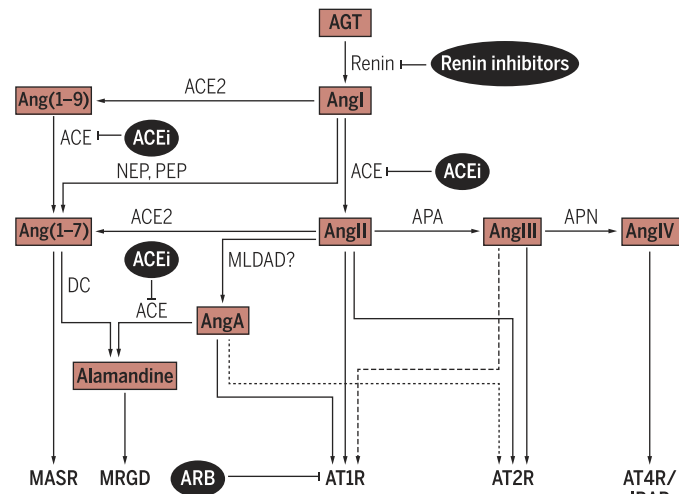 AGT
Renin
Renin inhibitors
Ang(1–9)
ACE2
AngI
ACE
ACEi
NEP, PEP
ACE
ACEi
Ang(1–7)
ACE2
AngII
APA
AngIII
APN
AngIV
ACEi
MLDAD?
DC
ACE
AngA
Alamandine
MASR
MRGD
ARB
AT1R
AT2R
AT4R/